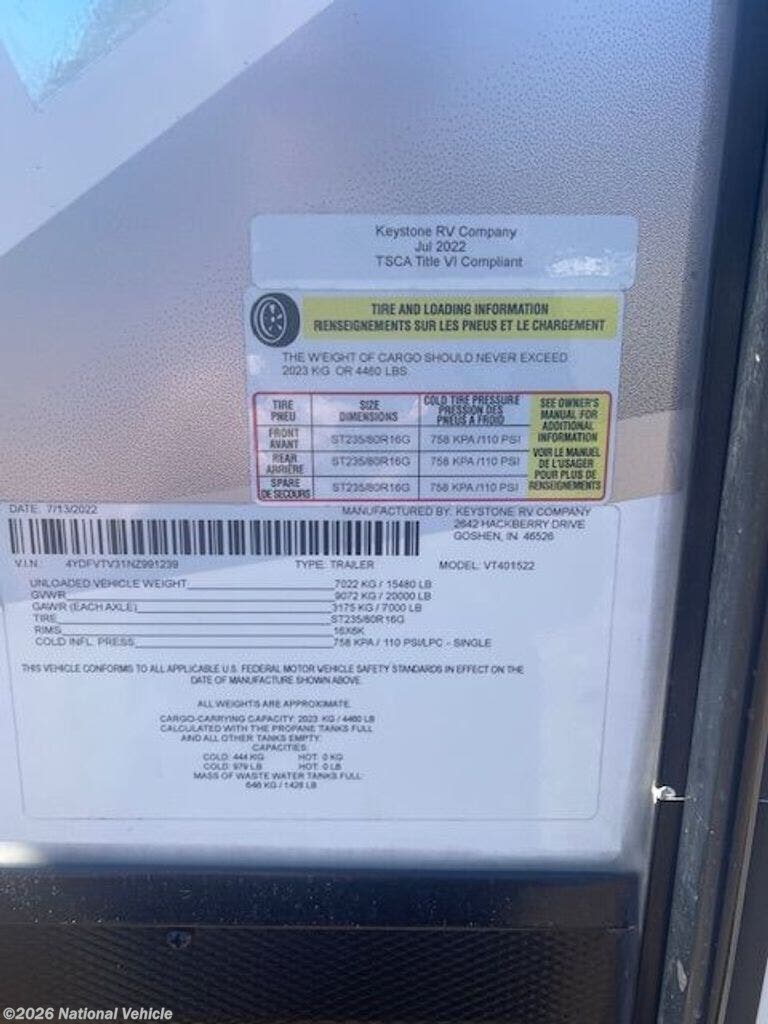 Keystone RV Company
Jul 2022
TSCA Title VI Compliant
TIRE AND LOADING INFORMATION
RENSEIGNEMENTS SUR LES PNEUS ET LE CHARGEMENT
THE WEIGHT OF CARGO SHOULD NEVER EXCEED
2023 KG OR 4460 LBS.
TIRE PNEU SIZE DIMENSIONS COLD TIRE PRESSURE PRESSION DES PNEUS A FROID
FRONT AVANT ST235/80R16G 758 KPA /110 PSI
REAR ARRIÈRE ST235/80R16G 758 KPA /110 PSI
SPARE DE SECOURS ST235/80R16G 758 KPA /110 PSI
SEE OWNER'S
MANUAL FOR
ADDITIONAL
INFORMATION
VOIR LE MANUEL
DE L'USAGER
POUR PLUS DE
RENSEIGNEMENTS
DATE: 7/13/2022 MANUFACTURED BY: KEYSTONE RV COMPANY
2642 HACKBERRY DRIVE
GOSHEN, IN 46526
V.I.N.: 4YDFVTV31NZ991239 TYPE: TRAILER MODEL: VT401522
UNLOADED VEHICLE WEIGHT 7022 KG / 15480 LB
GVWR 9072 KG / 20000 LB
GAWR (EACH AXLE) 3175 KG / 7000 LB
TIRE ST235/80R16G
RIMS 16X6K
COLD INFL. PRESS. 758 KPA / 110 PSI/LPC - SINGLE
THIS VEHICLE CONFORMS TO ALL APPLICABLE U.S. FEDERAL MOTOR VEHICLE SAFETY STANDARDS IN EFFECT ON THE
DATE OF MANUFACTURE SHOWN ABOVE.
ALL WEIGHTS ARE APPROXIMATE.
CARGO-CARRYING CAPACITY: 2023 KG / 4460 LB
CALCULATED WITH THE PROPANE TANKS FULL
AND ALL OTHER TANKS EMPTY.
CAPACITIES:
COLD: 444 KG HOT: 0 KG
COLD: 979 LB HOT: 0 LB
MASS OF WASTE WATER TANKS FULL:
648 KG / 1428 LB
©2026 National Vehicle